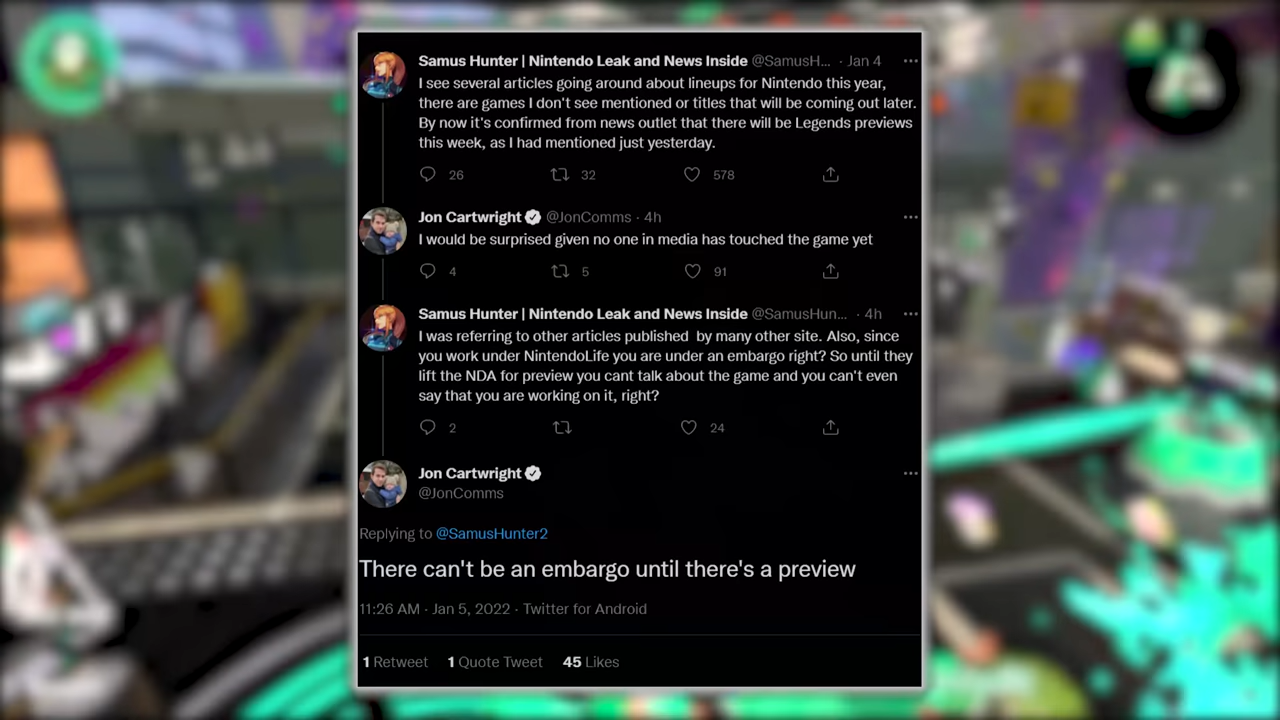 Samus Hunter | Nintendo Leak and News Inside @SamusH... · Jan 4
I see several articles going around about lineups for Nintendo this year,
there are games I don't see mentioned or titles that will be coming out later.
By now it's confirmed from news outlet that there will be Legends previews
this week, as I had mentioned just yesterday.
26 32 578
Jon Cartwright @JonComms · 4h
I would be surprised given no one in media has touched the game yet
4 5 91
Samus Hunter | Nintendo Leak and News Inside @SamusHun... · 4h
I was referring to other articles published by many other site. Also, since
you work under NintendoLife you are under an embargo right? So until they
lift the NDA for preview you cant talk about the game and you can't even
say that you are working on it, right?
2 24
Jon Cartwright
@JonComms
Replying to @SamusHunter2
There can't be an embargo until there's a preview
11:26 AM · Jan 5, 2022 · Twitter for Android
1 Retweet 1 Quote Tweet 45 Likes